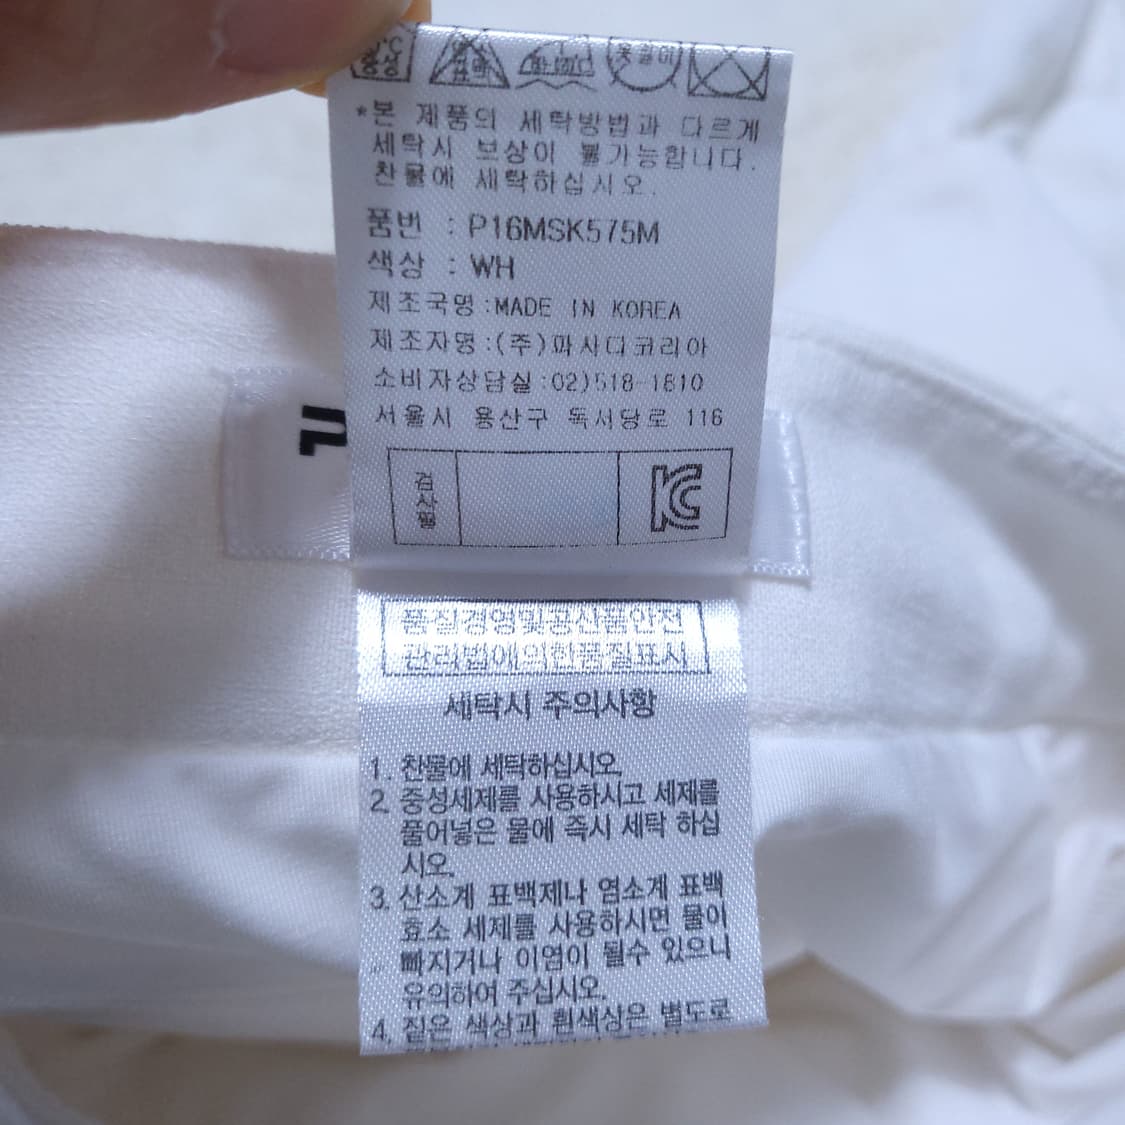 중성
표백
옷걸이
*본 제품의 세탁방법과 다르게
세탁시 보상이 불가능합니다.
찬물에 세탁하십시오.
품번 : P16MSK575M
색상 : WH
제조국명:MADE IN KOREA
제조자명:(주)파사디코리아
소비자상담실:02)518-1810
서울시 용산구 독서당로 116
검사필
KC
품질경영및공산품안전
관리법에의한품질표시
세탁시 주의사항
1. 찬물에 세탁하십시오.
2. 중성세제를 사용하시고 세제를
풀어넣은 물에 즉시 세탁 하십
시오.
3. 산소계 표백제나 염소계 표백
효소 세제를 사용하시면 물이
빠지거나 이염이 될수 있으니
유의하여 주십시오.
4. 짙은 색상과 흰색상은 별도로